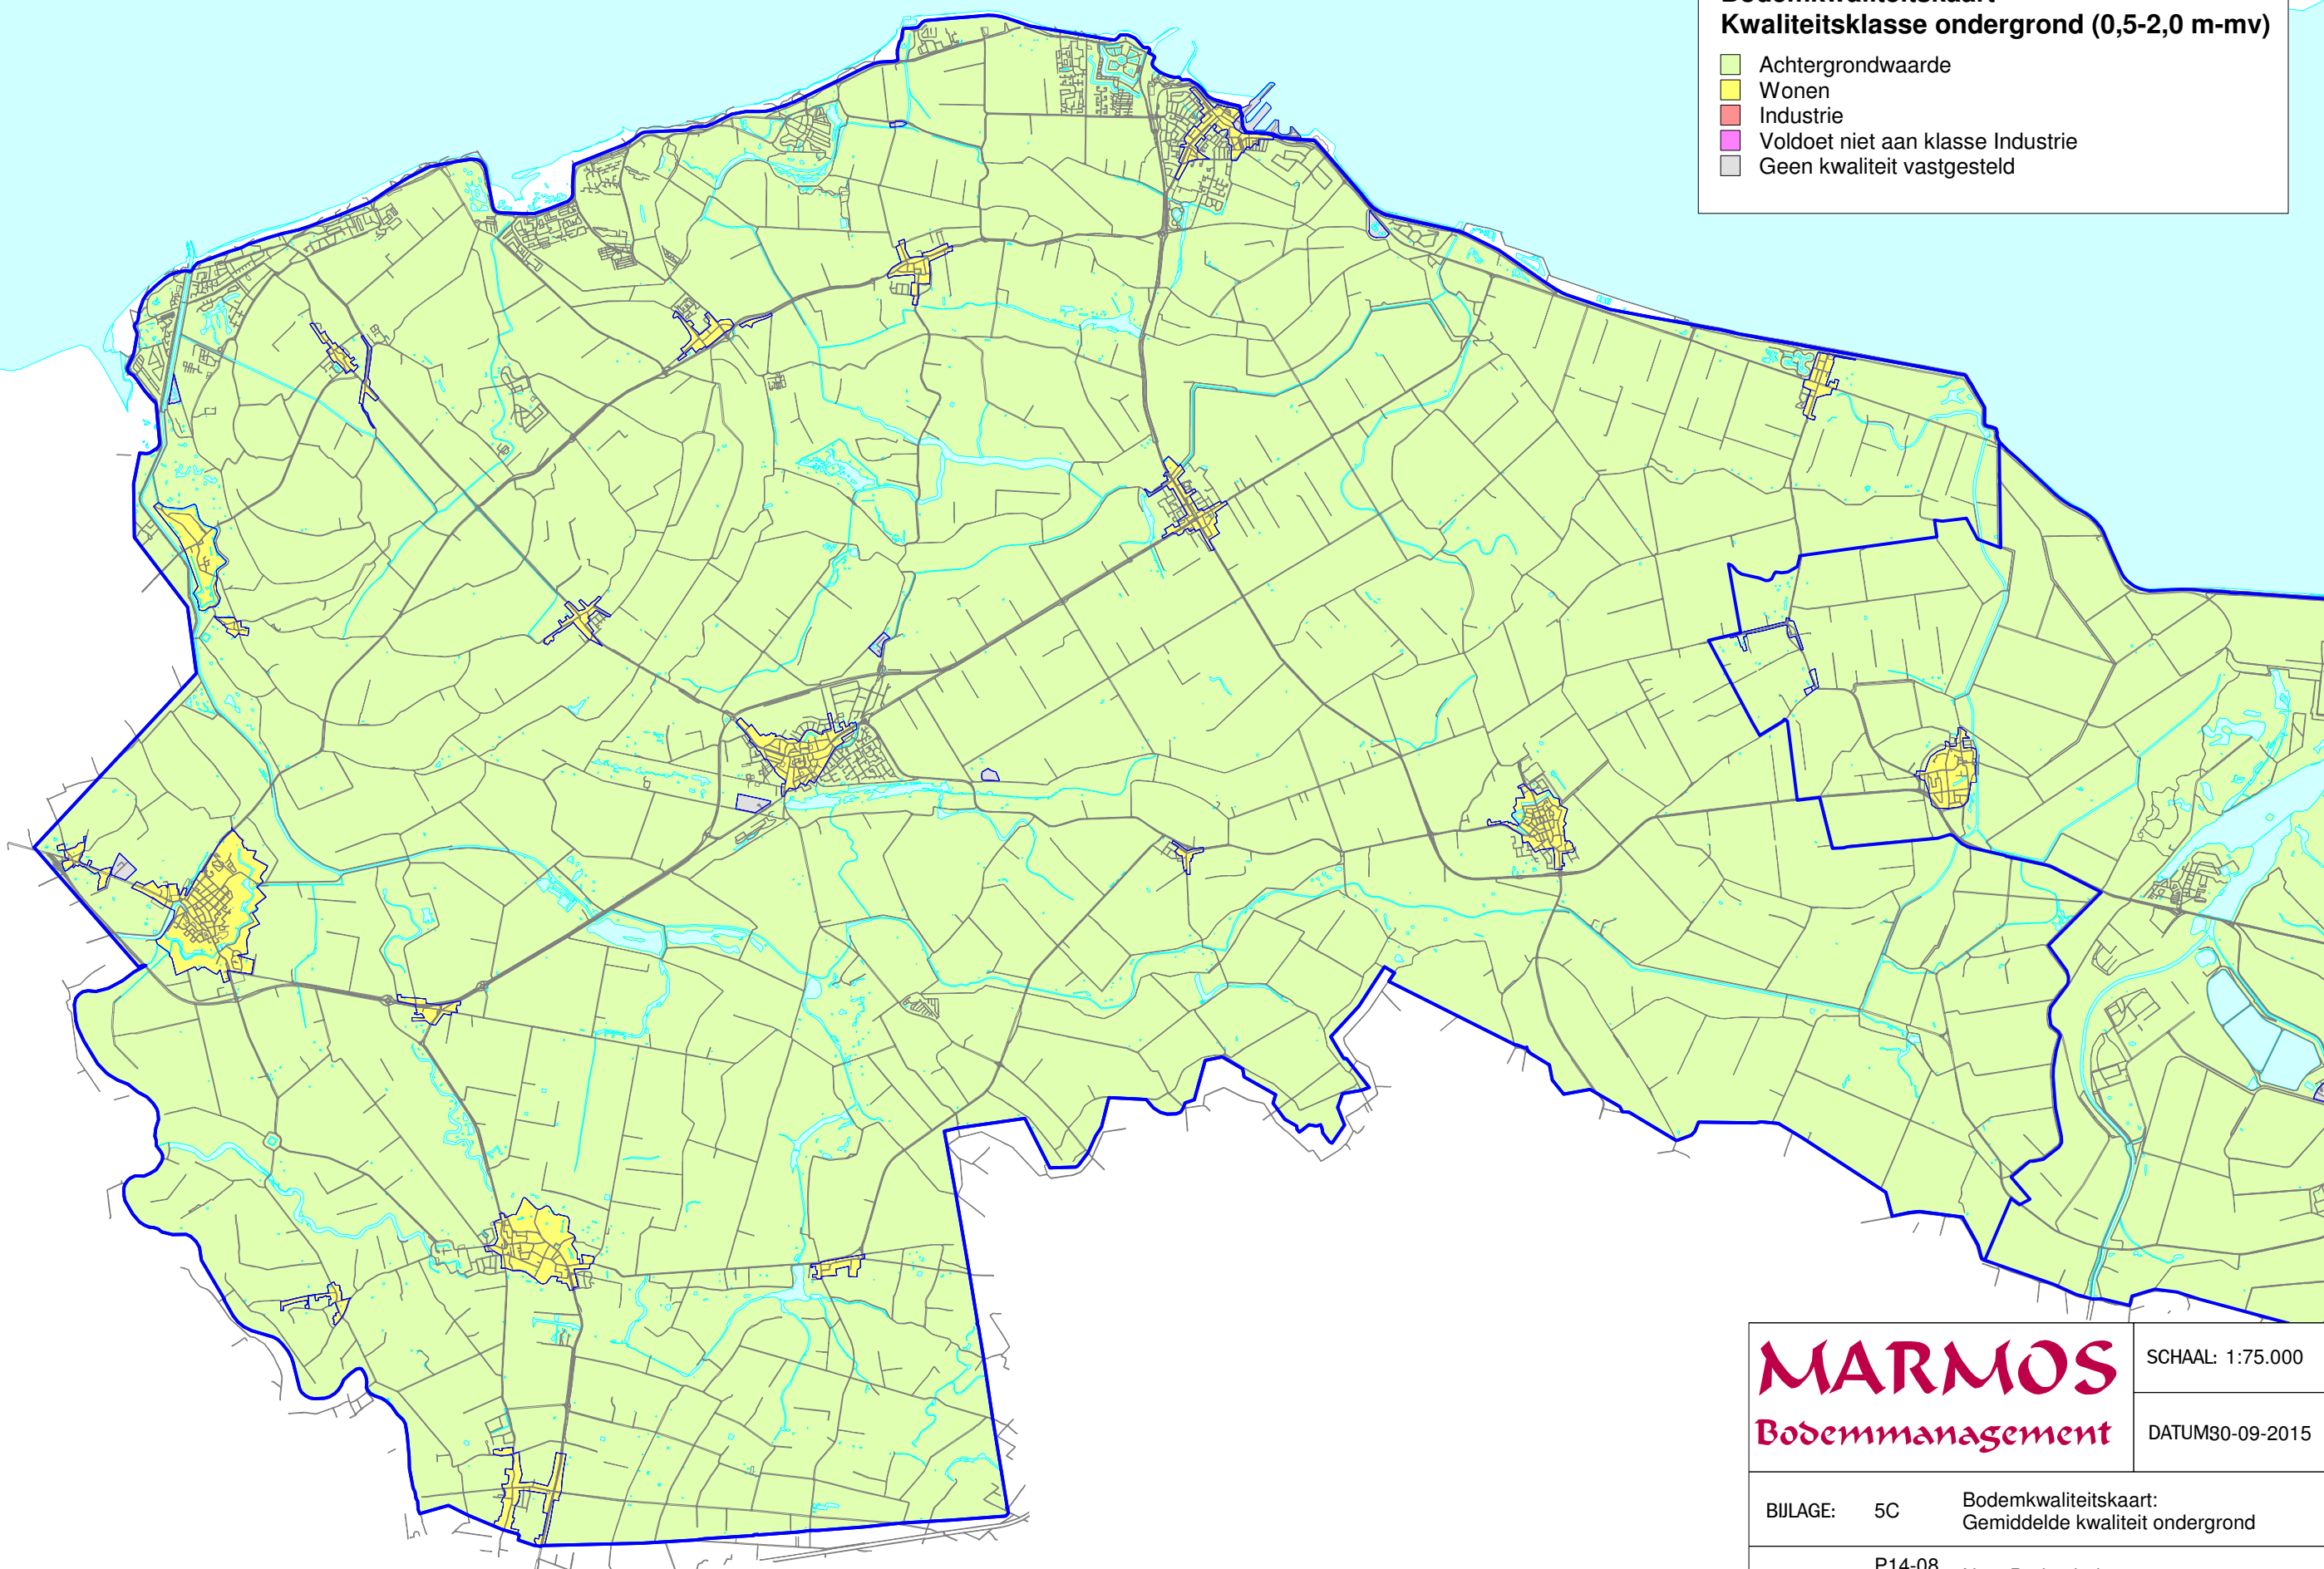 Kwaliteitsklasse ondergrond (0,5-2,0 m-mv)
Achtergrondwaarde
Wonen
Industrie
Voldoet niet aan klasse Industrie
Geen kwaliteit vastgesteld
MARMOS
Bodemmanagement
SCHAAL: 1:75.000
DATUM30-09-2015
BIJLAGE: 5C Bodemkwaliteitskaart:
Gemiddelde kwaliteit ondergrond
P14-08